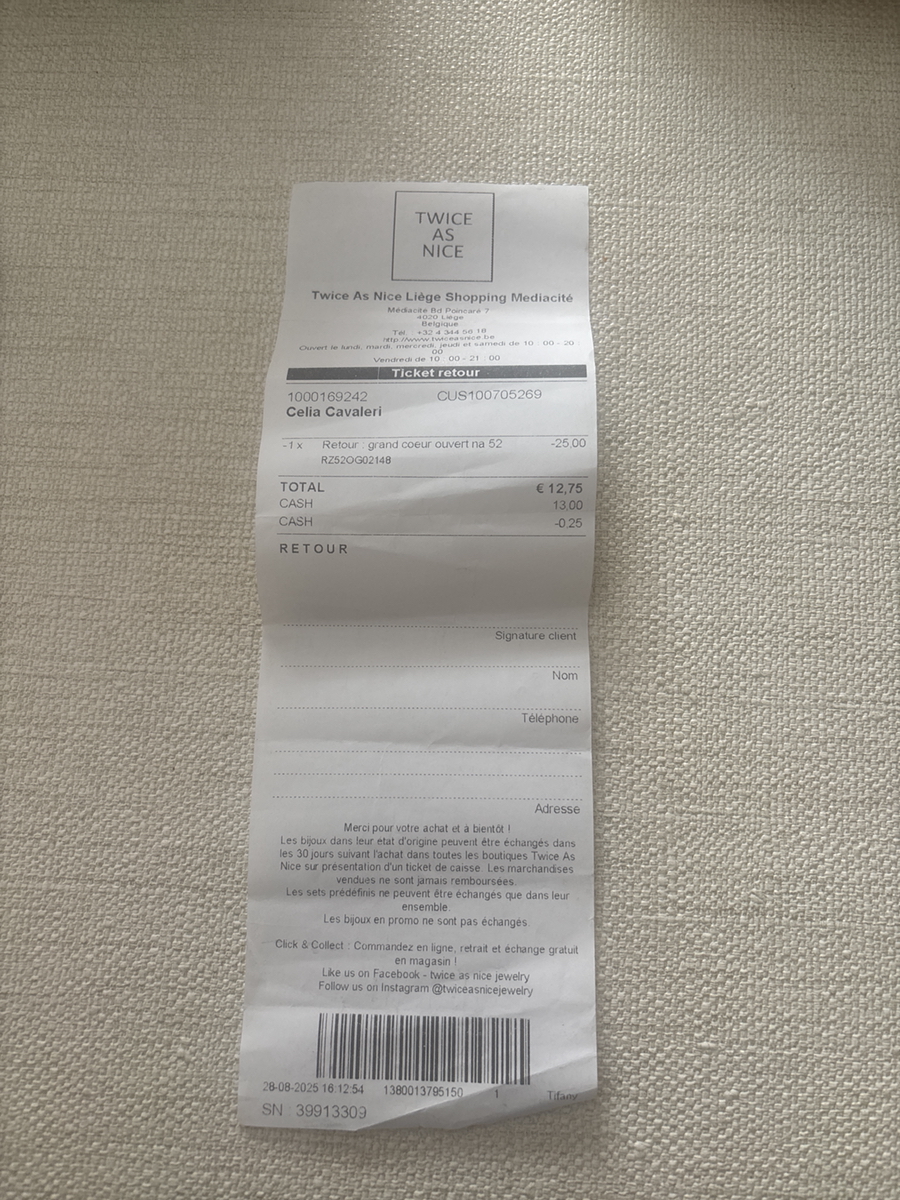 TWICE
AS
NICE
Twice As Nice Liège Shopping Mediacité
Médiacité Bd Poincaré 7
4020 Liège
Belgique
Tél : +32 4 344 56 18
http://www.twiceasnice.be
Ouvert le lundi, mardi, mercredi, jeudi et samedi de 10 : 00 - 20 :
00
Vendredi de 10 : 00 - 21 : 00
Ticket retour
1000169242 CUS100705269
Celia Cavaleri
-1 x Retour : grand coeur ouvert na 52 -25,00
RZ52OG02148
TOTAL € 12,75
CASH 13,00
CASH -0,25
RETOUR
Signature client
Nom
Téléphone
Adresse
Merci pour votre achat et à bientôt !
Les bijoux dans leur état d'origine peuvent être échangés dans
les 30 jours suivant l'achat dans toutes les boutiques Twice As
Nice sur présentation d'un ticket de caisse. Les marchandises
vendues ne sont jamais remboursées.
Les sets prédéfinis ne peuvent être échangés que dans leur
ensemble.
Les bijoux en promo ne sont pas échangés.
Click & Collect : Commandez en ligne, retrait et échange gratuit
en magasin !
Like us on Facebook - twice as nice jewelry
Follow us on Instagram @twiceasnicejewelry
28-08-2025 16:12:54 1380013795150 1 Tifany
SN : 39913309